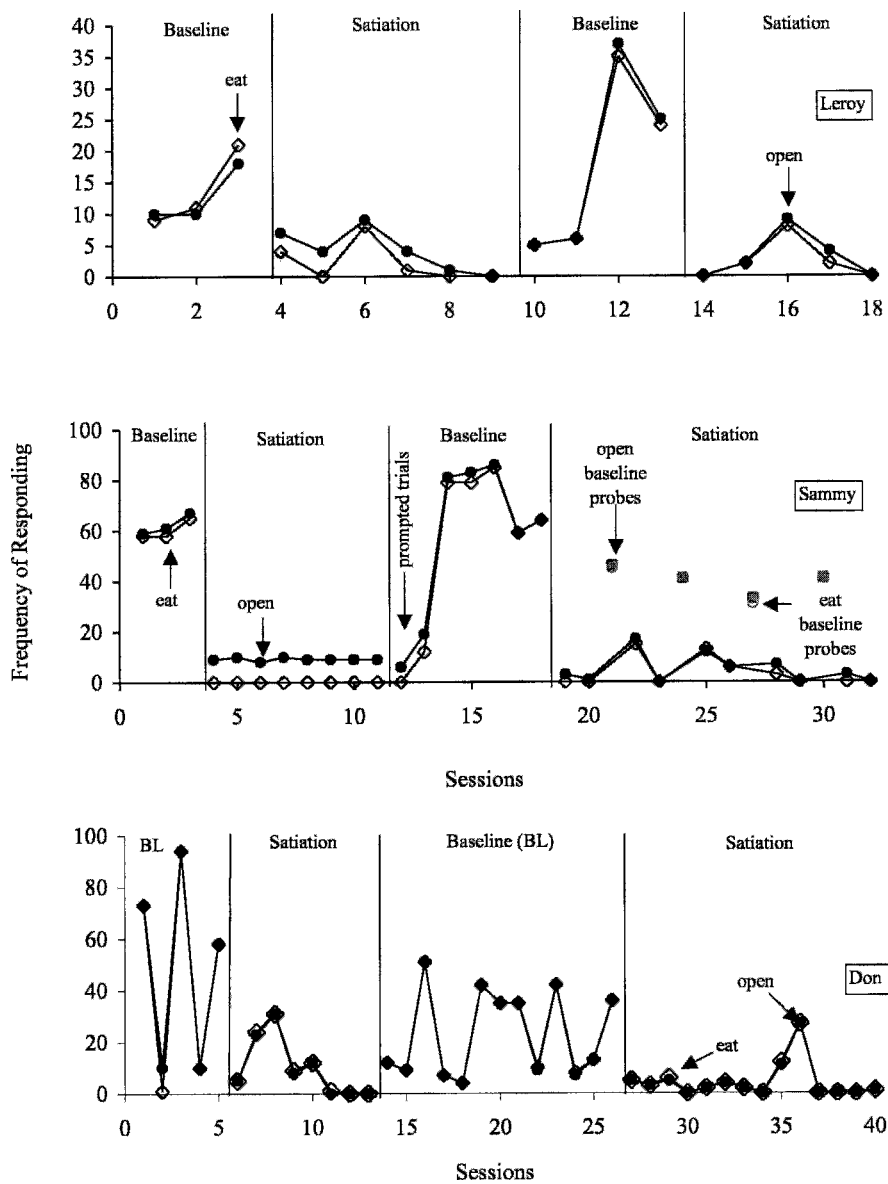 Baseline Satiation Baseline Satiation
40
35
30
25
20
15
10
5
0
eat
Leroy
open
0 2 4 6 8 10 12 14 16 18
Frequency of Responding
Baseline Satiation Baseline Satiation
100
80
60
40
20
0
eat
open
prompted trials
open
baseline
probes
Sammy
eat
baseline
probes
0 5 10 15 20 25 30
Sessions
BL Satiation Baseline (BL) Satiation
100
80
60
40
20
0
open
Don
eat
0 5 10 15 20 25 30 35 40
Sessions